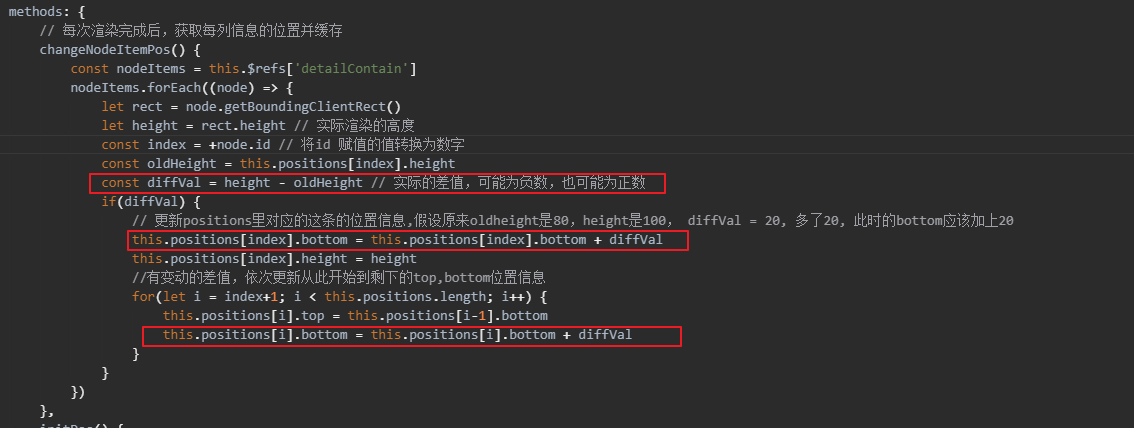 methods: {
// 每次渲染完成后，获取每列信息的位置并缓存
changeNodeItemPos() {
const nodeItems = this.$refs['detailContain']
nodeItems.forEach((node) => {
let rect = node.getBoundingClientRect()
let height = rect.height // 实际渲染的高度
const index = +node.id // 将id 赋值的值转换为数字
const oldHeight = this.positions[index].height
const diffVal = height - oldHeight // 实际的差值，可能为负数，也可能为正数
if(diffVal) {
// 更新positions里对应的这条的位置信息,假设原来oldheight是80，height是100， diffVal = 20, 多了20, 此时的bottom应该加上20
this.positions[index].bottom = this.positions[index].bottom + diffVal
this.positions[index].height = height
//有变动的差值，依次更新从此开始到剩下的top,bottom位置信息
for(let i = index+1; i < this.positions.length; i++) {
this.positions[i].top = this.positions[i-1].bottom
this.positions[i].bottom = this.positions[i].bottom + diffVal
}
}
})
},